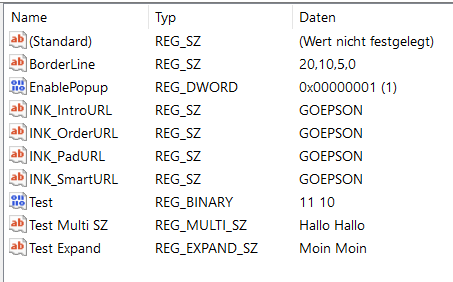 Name Typ Daten
(Standard) REG_SZ (Wert nicht festgelegt)
BorderLine REG_SZ 20,10,5,0
EnablePopup REG_DWORD 0x00000001 (1)
INK_IntroURL REG_SZ GOEPSON
INK_OrderURL REG_SZ GOEPSON
INK_PadURL REG_SZ GOEPSON
INK_SmartURL REG_SZ GOEPSON
Test REG_BINARY 11 10
Test Multi SZ REG_MULTI_SZ Hallo Hallo
Test Expand REG_EXPAND_SZ Moin Moin